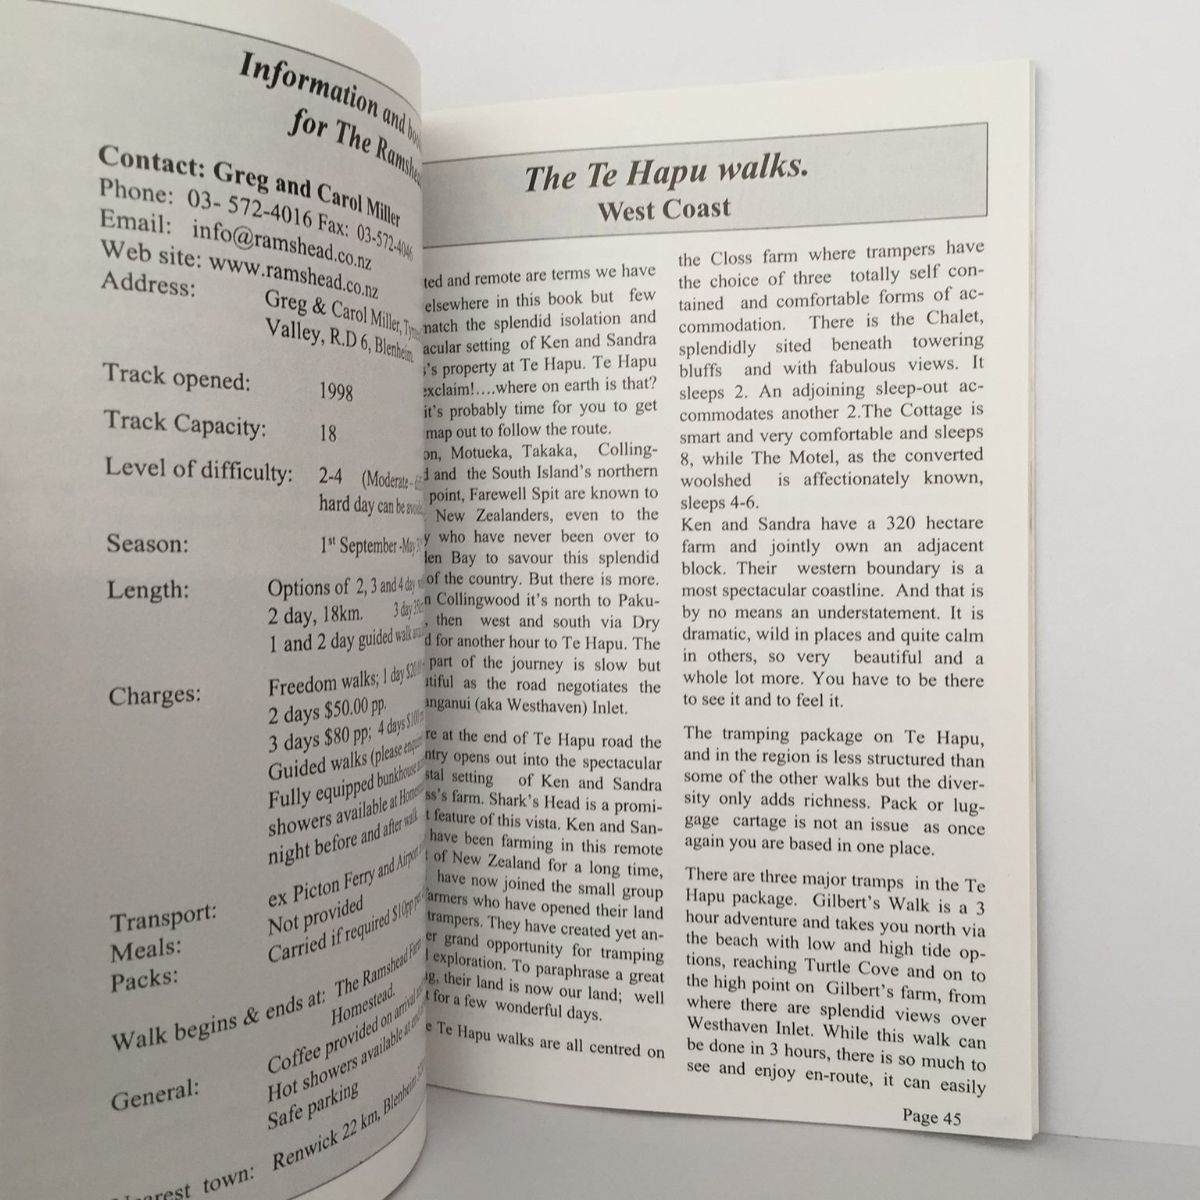 Information and
for The
Contact: Greg and Carol Miller
Phone: 03- 572-4016 Fax: 03-572-4046
Email: info@ramshead.co.nz
Web site: www.ramshead.co.nz
Address: Greg & Carol Miller,
Valley, R.D 6, Blenheim.
Track opened: 1998
Track Capacity: 18
Level of difficulty: 2-4 (Moderate -
hard day can be
Season: 1st September -May
Length: Options of 2, 3 and 4 day
2 day, 18km. 3 day
1 and 2 day guided walk
Charges: Freedom walks; 1 day
2 days $50.00 pp.
3 days $80 pp; 4 days
Guided walks (please
Fully equipped bunkhouse
showers available at
night before and after walk
Transport: ex Picton Ferry and Airport
Meals: Not provided
Packs: Carried if required $10pp
Walk begins & ends at: The Ramshead Farm
Homestead.
General: Coffee provided on arrival
Hot showers available at
Safe parking
town: Renwick 22 km, Blenheim
The Te Hapu walks.
West Coast
and remote are terms we have
elsewhere in this book but few
the splendid isolation and
setting of Ken and Sandra
property at Te Hapu. Te Hapu
exclaim!....where on earth is that?
it's probably time for you to get
map out to follow the route.
Motueka, Takaka, Colling-
and the South Island's northern
point, Farewell Spit are known to
New Zealanders, even to the
who have never been over to
Bay to savour this splendid
of the country. But there is more.
Collingwood it's north to Paku-
, then west and south via Dry
for another hour to Te Hapu. The
part of the journey is slow but
as the road negotiates the
(aka Westhaven) Inlet.
at the end of Te Hapu road the
opens out into the spectacular
setting of Ken and Sandra
farm. Shark's Head is a promi-
feature of this vista. Ken and San-
have been farming in this remote
of New Zealand for a long time,
have now joined the small group
farmers who have opened their land
trampers. They have created yet an-
grand opportunity for tramping
exploration. To paraphrase a great
their land is now our land; well
for a few wonderful days.
Te Hapu walks are all centred on
the Closs farm where trampers have
the choice of three totally self con-
tained and comfortable forms of ac-
commodation. There is the Chalet,
splendidly sited beneath towering
bluffs and with fabulous views. It
sleeps 2. An adjoining sleep-out ac-
commodates another 2.The Cottage is
smart and very comfortable and sleeps
8, while The Motel, as the converted
woolshed is affectionately known,
sleeps 4-6.
Ken and Sandra have a 320 hectare
farm and jointly own an adjacent
block. Their western boundary is a
most spectacular coastline. And that is
by no means an understatement. It is
dramatic, wild in places and quite calm
in others, so very beautiful and a
whole lot more. You have to be there
to see it and to feel it.
The tramping package on Te Hapu,
and in the region is less structured than
some of the other walks but the diver-
sity only adds richness. Pack or lug-
gage cartage is not an issue as once
again you are based in one place.
There are three major tramps in the Te
Hapu package. Gilbert's Walk is a 3
hour adventure and takes you north via
the beach with low and high tide op-
tions, reaching Turtle Cove and on to
the high point on Gilbert's farm, from
where there are splendid views over
Westhaven Inlet. While this walk can
be done in 3 hours, there is so much to
see and enjoy en-route, it can easily
Page 45